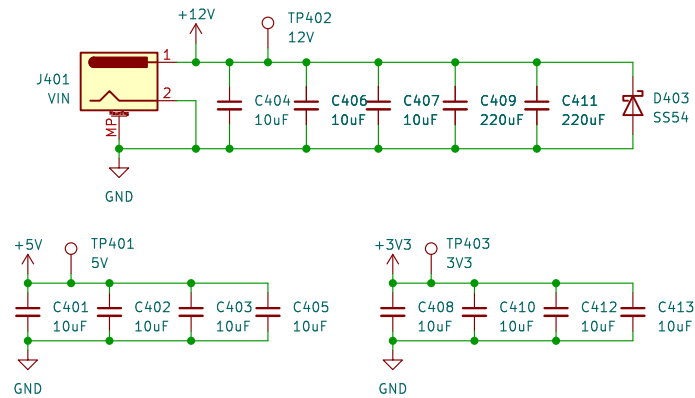 +12V
TP402
12V
1
J401
VIN
2
MP
C404
10uF
C406
10uF
C407
10uF
C409
220uF
C411
220uF
D403
SS54
GND
+5V
TP401
5V
C401
10uF
C402
10uF
C403
10uF
C405
10uF
GND
+3V3
TP403
3V3
C408
10uF
C410
10uF
C412
10uF
C413
10uF
GND